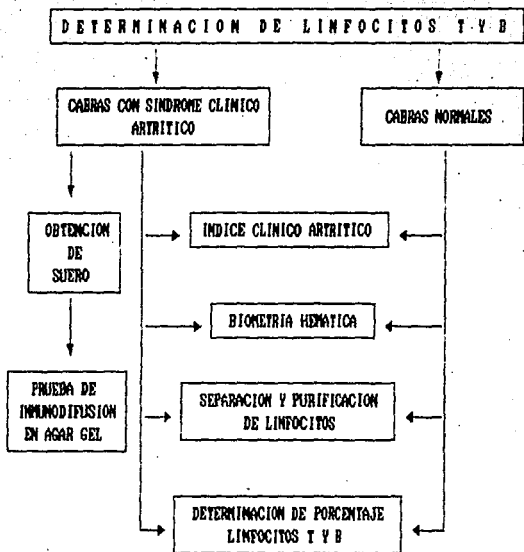 DETERMINACION DE LINFOCITOS T Y B
CABRAS CON SINDROME CLINICO
ARTRITICO
CABRAS NORMALES
OBTENCION
DE
SUERO
INDICE CLINICO ARTRITICO
BIOMETRIA HEMATICA
PRUEBA DE
INMUNODIFUSION
EN AGAR GEL
SEPARACION Y PURIFICACION
DE LINFOCITOS
DETERMINACION DE PORCENTAJE
LINFOCITOS T Y B